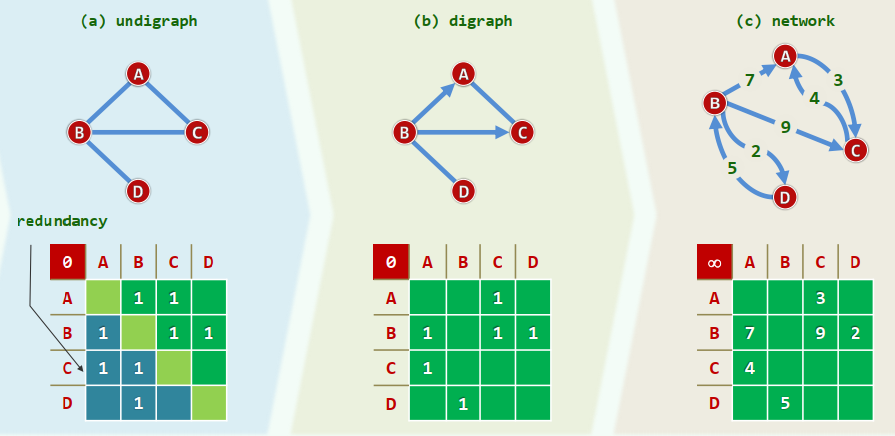 (a) undigraph
A
B
C
D
redundancy
0 A B C D
A 1 1
B 1 1 1
C 1 1
D 1
(b) digraph
A
B
C
D
0 A B C D
A 1
B 1 1 1
C 1
D 1
(c) network
A
7
3
B
4
9
2
C
5
D
∞ A B C D
A 3
B 7 9 2
C 4
D 5